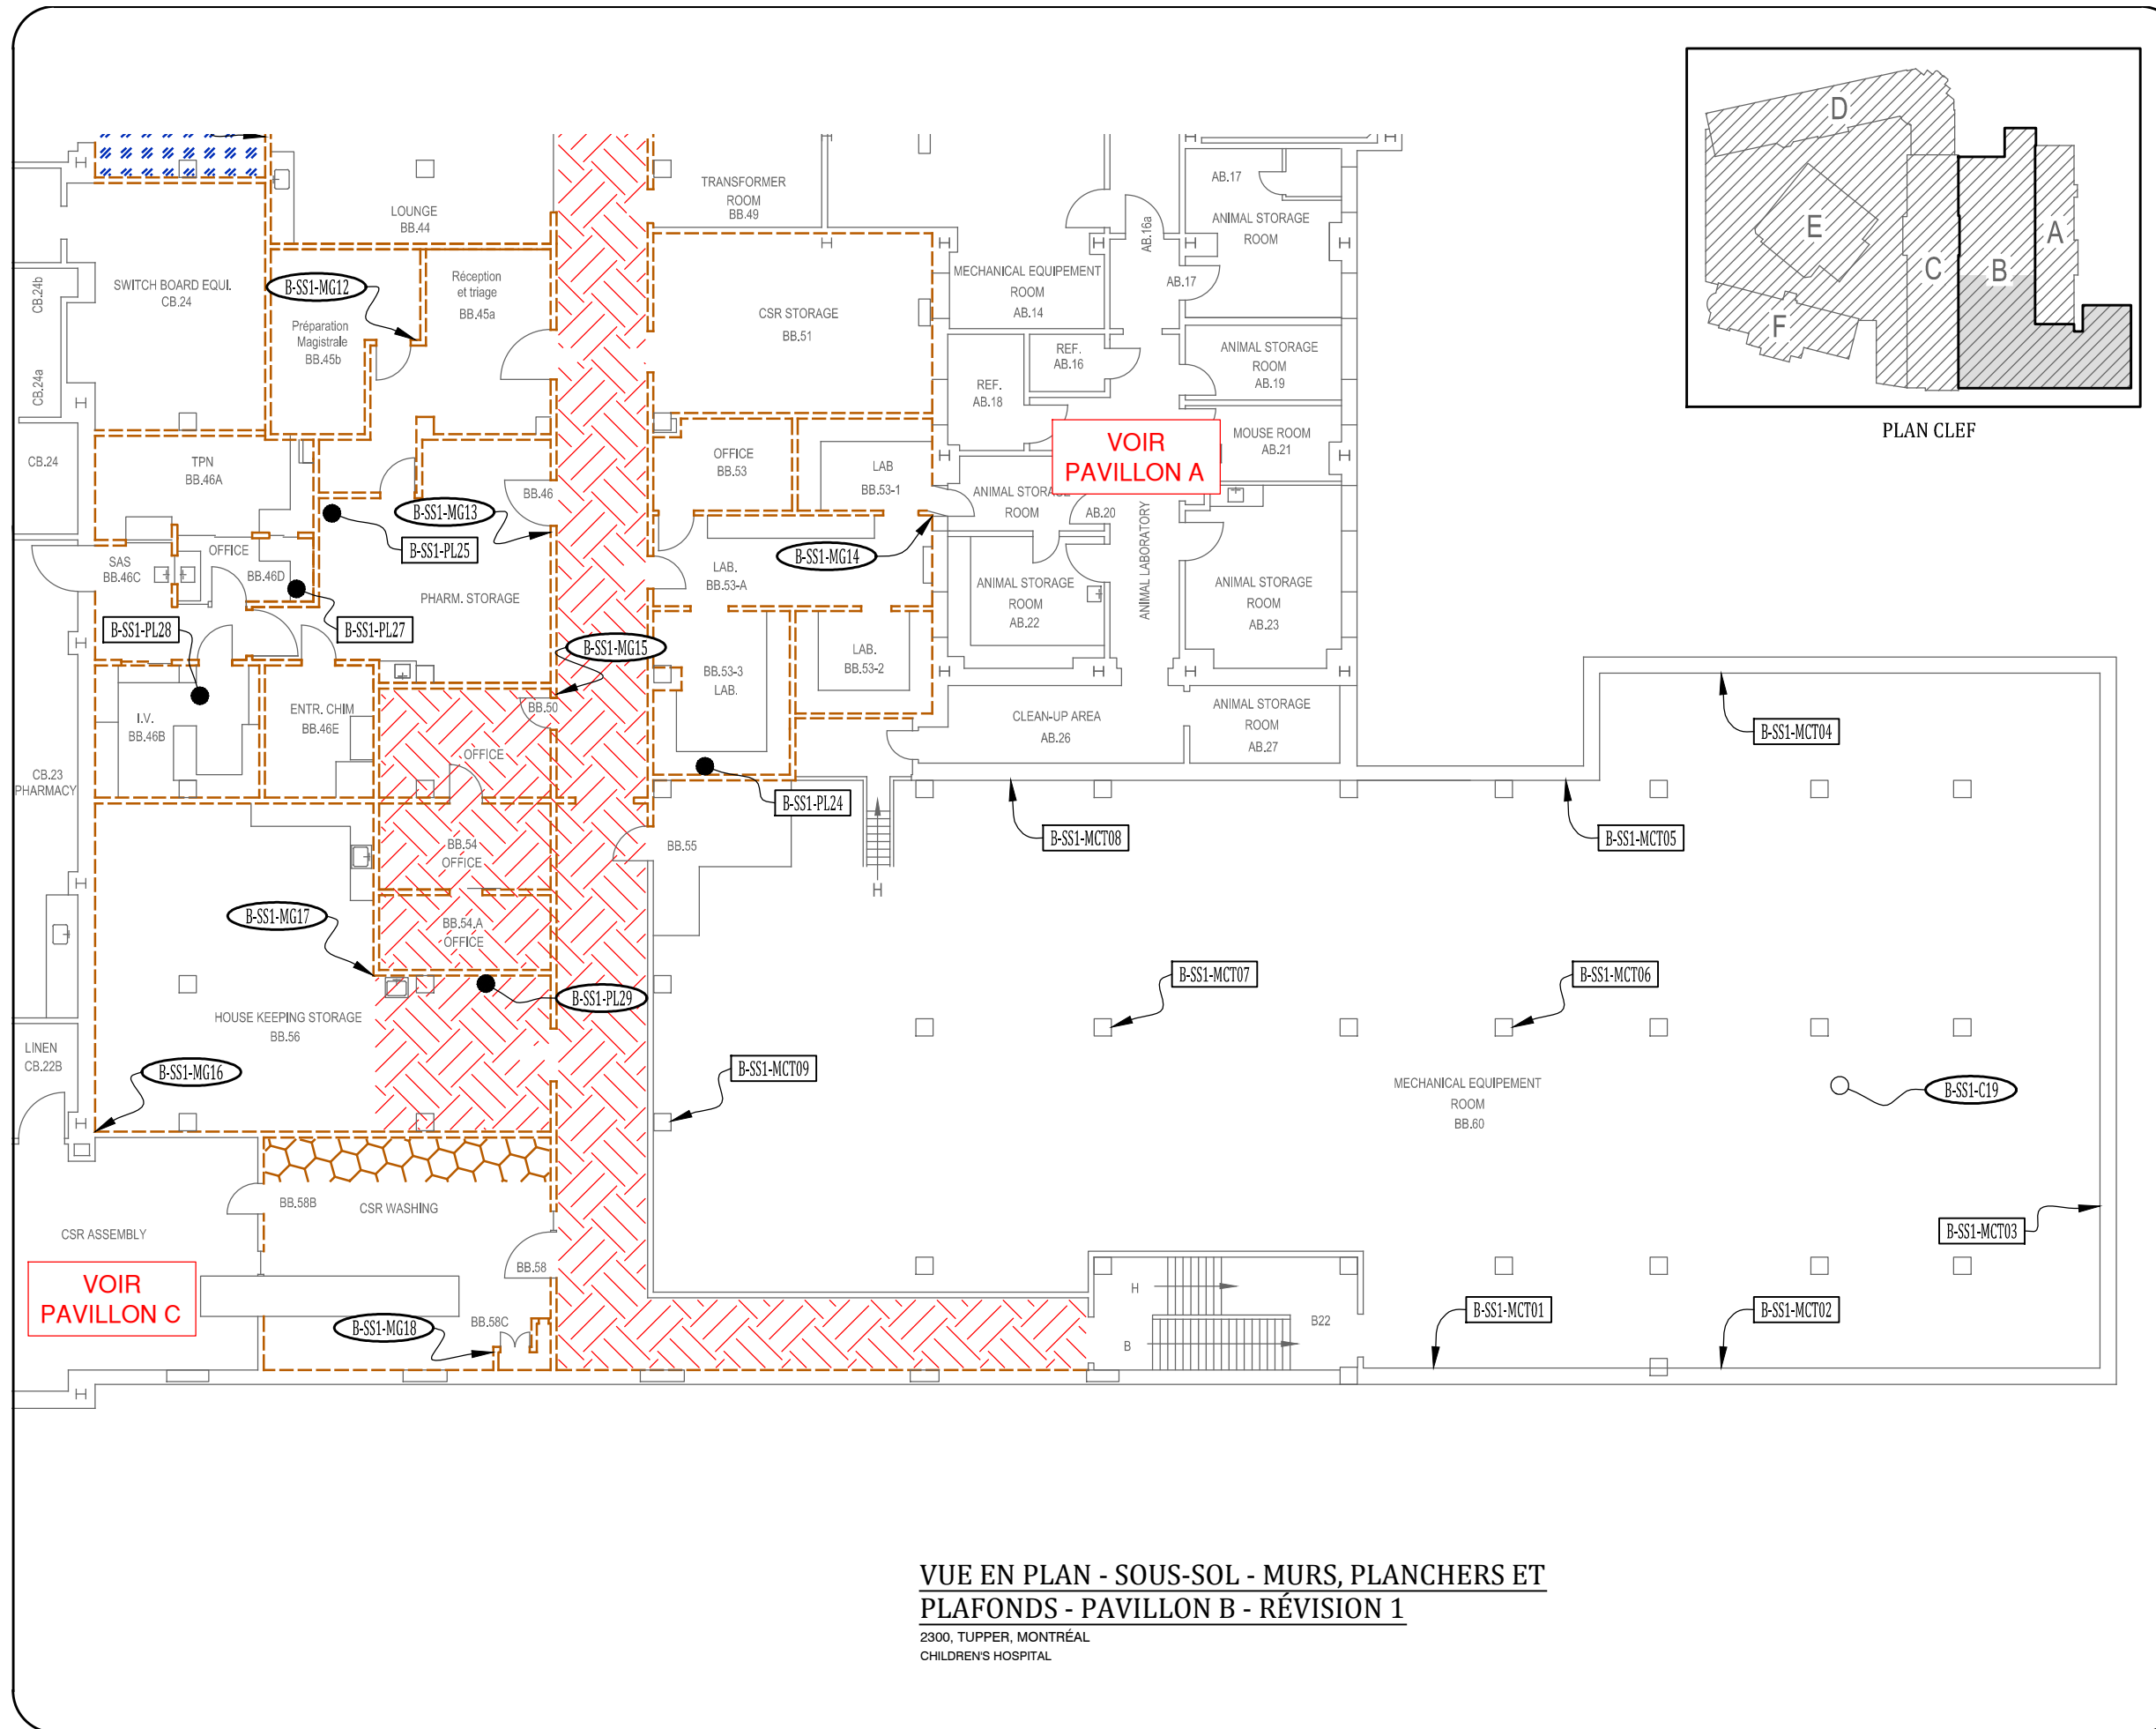 D
E
F
C
B
A
PLAN CLEF
TRANSFORMER
ROOM
BB.49
LOUNGE
BB.44
AB.17
ANIMAL STORAGE
ROOM
AB.16a
AB.17
SWITCH BOARD EQUI.
CB.24
CB.24b
CB.24a
CB.24
B-SS1-MG12
Réception
et triage
BB.45a
Préparation
Magistrale
BB.45b
CSR STORAGE
BB.51
MECHANICAL EQUIPEMENT
ROOM
AB.14
REF.
AB.16
REF.
AB.18
ANIMAL STORAGE
ROOM
AB.19
MOUSE ROOM
AB.21
VOIR
PAVILLON A
TPN
BB.46A
OFFICE
BB.53
LAB
BB.53-1
BB.46
B-SS1-MG13
B-SS1-PL25
ANIMAL STORAGE
ROOM
AB.20
B-SS1-MG14
ANIMAL LABORATORY
SAS
BB.46C
OFFICE
BB.46D
PHARM. STORAGE
LAB.
BB.53-A
ANIMAL STORAGE
ROOM
AB.22
ANIMAL STORAGE
ROOM
AB.23
B-SS1-PL28
B-SS1-PL27
B-SS1-MG15
BB.53-3
LAB.
LAB.
BB.53-2
I.V.
BB.46B
ENTR. CHIM
BB.46E
BB.50
OFFICE
CLEAN-UP AREA
AB.26
ANIMAL STORAGE
ROOM
AB.27
B-SS1-MCT04
CB.23
PHARMACY
B-SS1-PL24
B-SS1-MCT08
B-SS1-MCT05
BB.54
OFFICE
BB.55
H
B-SS1-MG17
BB.54.A
OFFICE
B-SS1-MCT07
B-SS1-MCT06
B-SS1-PL29
HOUSE KEEPING STORAGE
BB.56
LINEN
CB.22B
B-SS1-MG16
B-SS1-MCT09
MECHANICAL EQUIPEMENT
ROOM
BB.60
B-SS1-C19
BB.58B
CSR WASHING
CSR ASSEMBLY
B-SS1-MCT03
VOIR
PAVILLON C
BB.58
BB.58C
B-SS1-MG18
H
B
B22
B-SS1-MCT01
B-SS1-MCT02
VUE EN PLAN - SOUS-SOL - MURS, PLANCHERS ET
PLAFONDS - PAVILLON B - RÉVISION 1
2300, TUPPER, MONTRÉAL
CHILDREN'S HOSPITAL